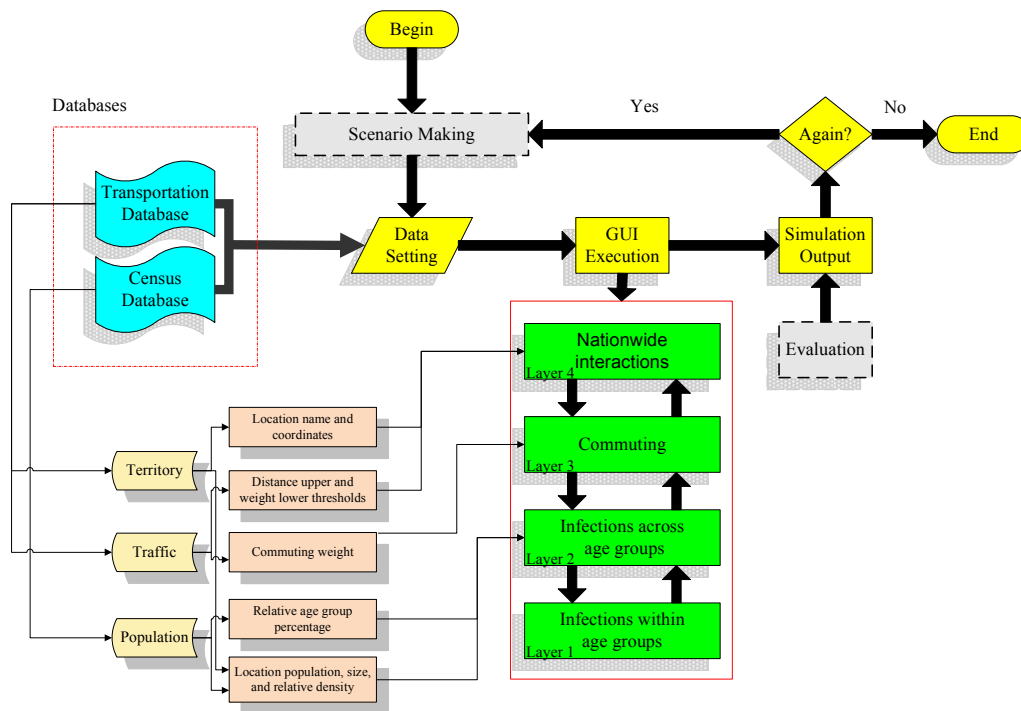 Begin
Databases
Yes
No
Scenario Making
Again?
End
Transportation
Database
Census
Database
Data
Setting
GUI
Execution
Simulation
Output
Evaluation
Nationwide
interactions
Layer 4
Commuting
Layer 3
Infections across
age groups
Layer 2
Infections within
age groups
Layer 1
Location name and
coordinates
Territory
Distance upper and
weight lower thresholds
Traffic
Commuting weight
Relative age group
percentage
Population
Location population, size,
and relative density